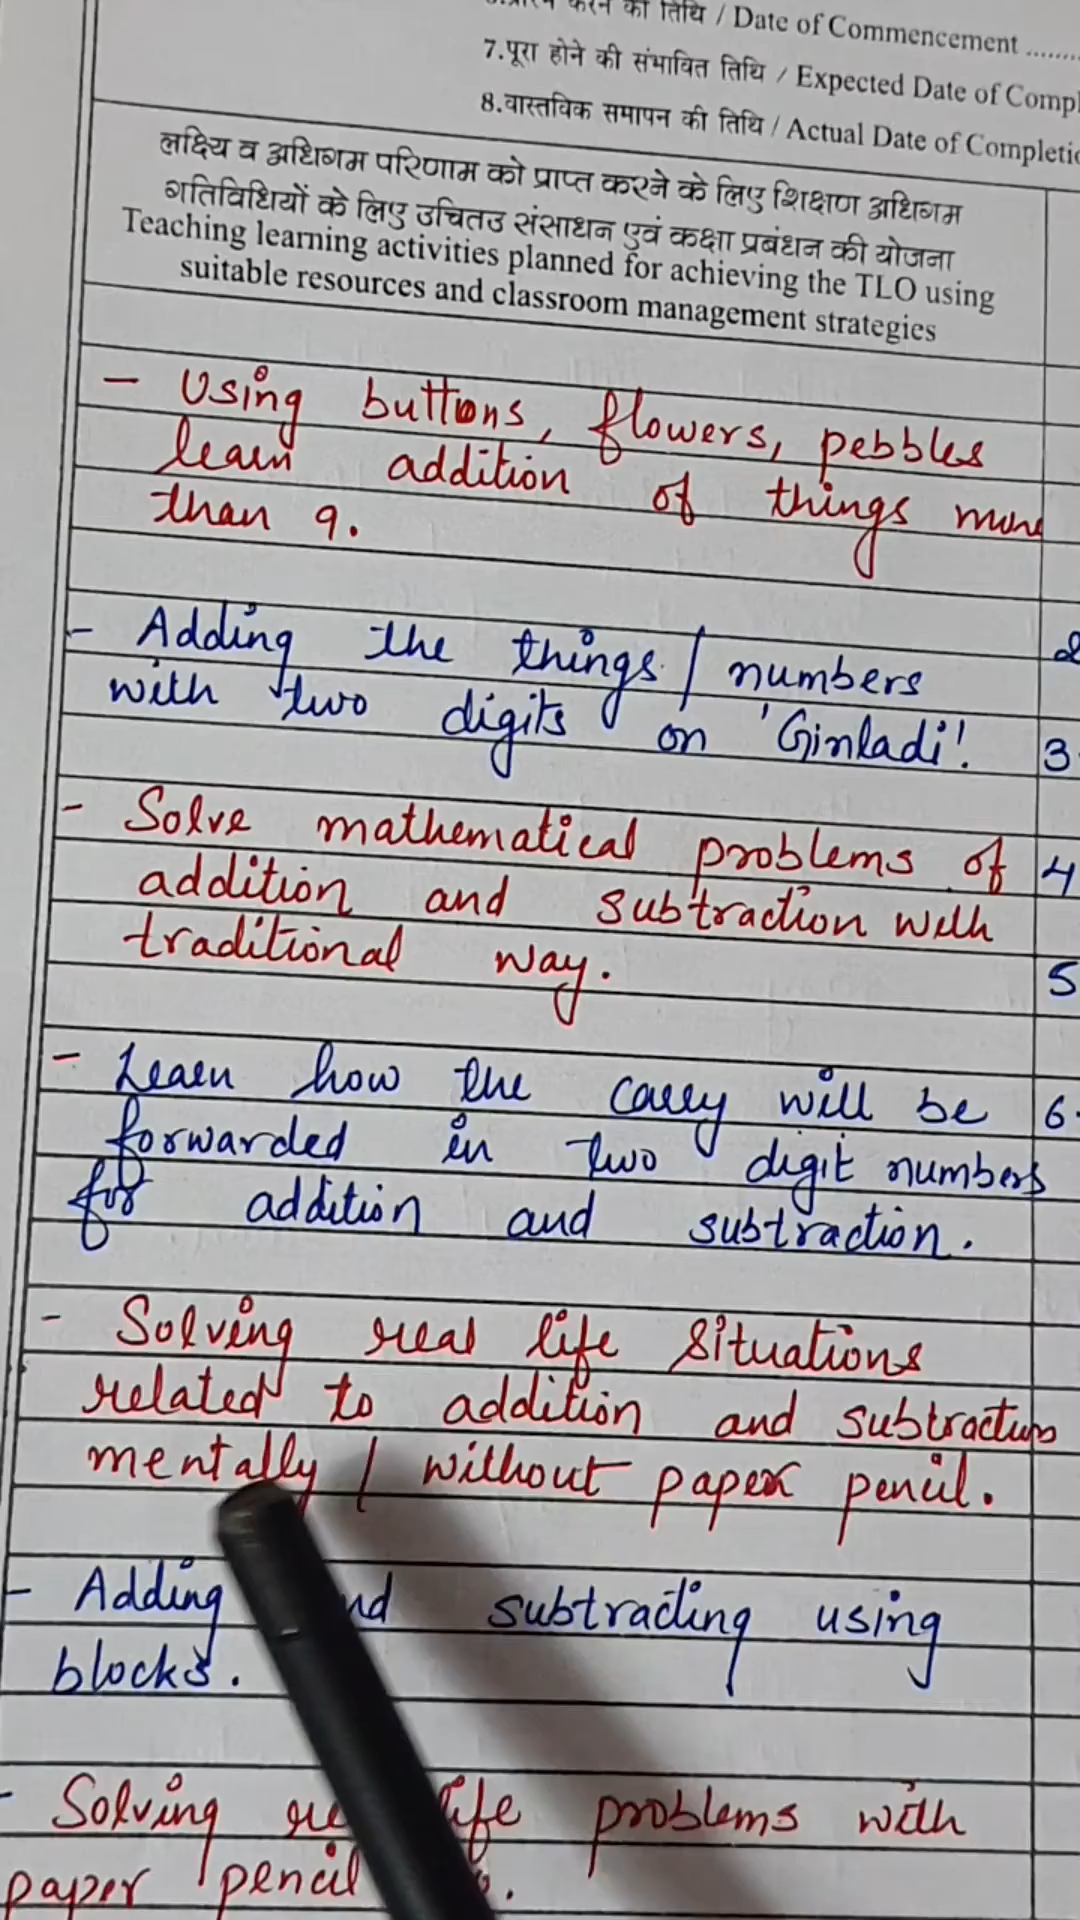 करने की तिथि / Date of Commencement ........
7.पूरा होने की संभावित तिथि / Expected Date of Compl
8.वास्तविक समापन की तिथि / Actual Date of Completio
लक्ष्यि व अधिगम परिणाम को प्राप्त करने के लिए शिक्षण अधिगम
गतिविधियों के लिए उचितउ संसाधन एवं कक्षा प्रबंधन की योजना
Teaching learning activities planned for achieving the TLO using
suitable resources and classroom management strategies
- Using buttons, flowers, pebbles
learn addition of things more
than 9.
- Adding the things / numbers
with two digits on 'Ginladi'.
3.
- Solve mathematical problems of
4
addition and subtraction with
traditional way.
5
- Learn how the carry will be
6.
forwarded in two digit numbers
for addition and subtraction.
- Solving real life situations
related to addition and subtraction
mentally / without paper pencil.
- Adding and subtracting using
blocks.
- Solving life problems with
paper pencil